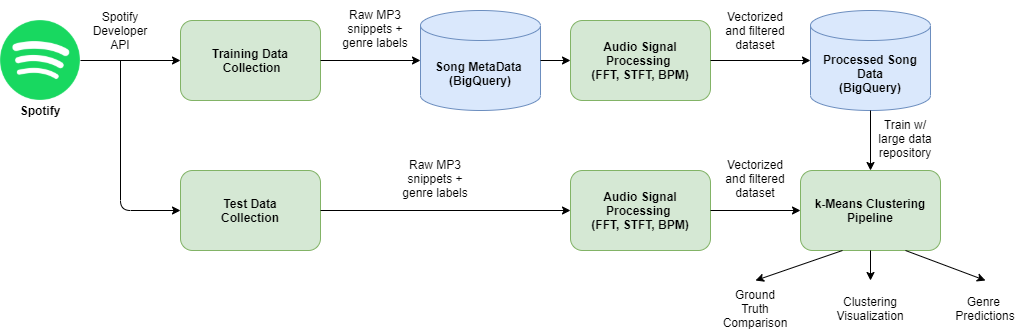 Spotify
Developer
API
Spotify
Training Data
Collection
Raw MP3
snippets +
genre labels
Song MetaData
(BigQuery)
Audio Signal
Processing
(FFT, STFT, BPM)
Vectorized
and filtered
dataset
Processed Song
Data
(BigQuery)
Train w/
large data
repository
Test Data
Collection
Raw MP3
snippets +
genre labels
Audio Signal
Processing
(FFT, STFT, BPM)
Vectorized
and filtered
dataset
k-Means Clustering
Pipeline
Ground
Truth
Comparison
Clustering
Visualization
Genre
Predictions